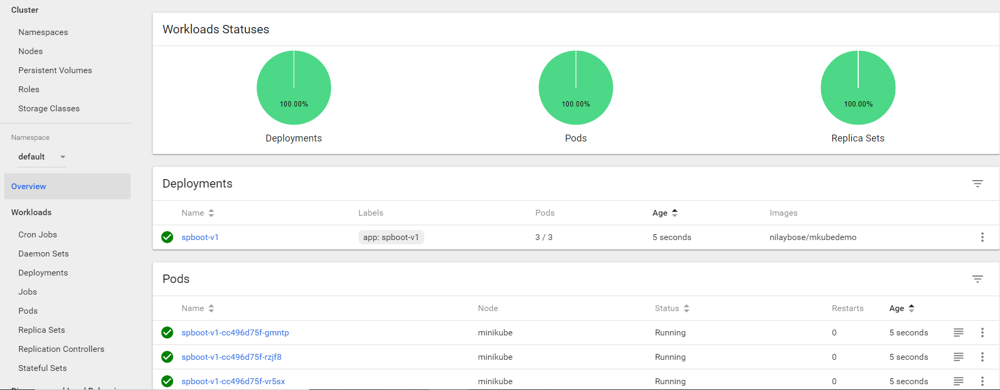 Cluster
Namespaces
Nodes
Persistent Volumes
Roles
Storage Classes
Namespace
default
Overview
Workloads
Cron Jobs
Daemon Sets
Deployments
Jobs
Pods
Replica Sets
Replication Controllers
Stateful Sets
Workloads Statuses
100.00% 100.00% 100.00%
Deployments Pods Replica Sets
Deployments
Name Labels Pods Age Images
spboot-v1 app: spboot-v1 3 / 3 5 seconds nilaybose/mkubedemo
Pods
Name Node Status Restarts Age
spboot-v1-cc496d75f-gmntp minikube Running 0 5 seconds
spboot-v1-cc496d75f-rzjf8 minikube Running 0 5 seconds
spboot-v1-cc496d75f-vr5sx minikube Running 0 5 seconds